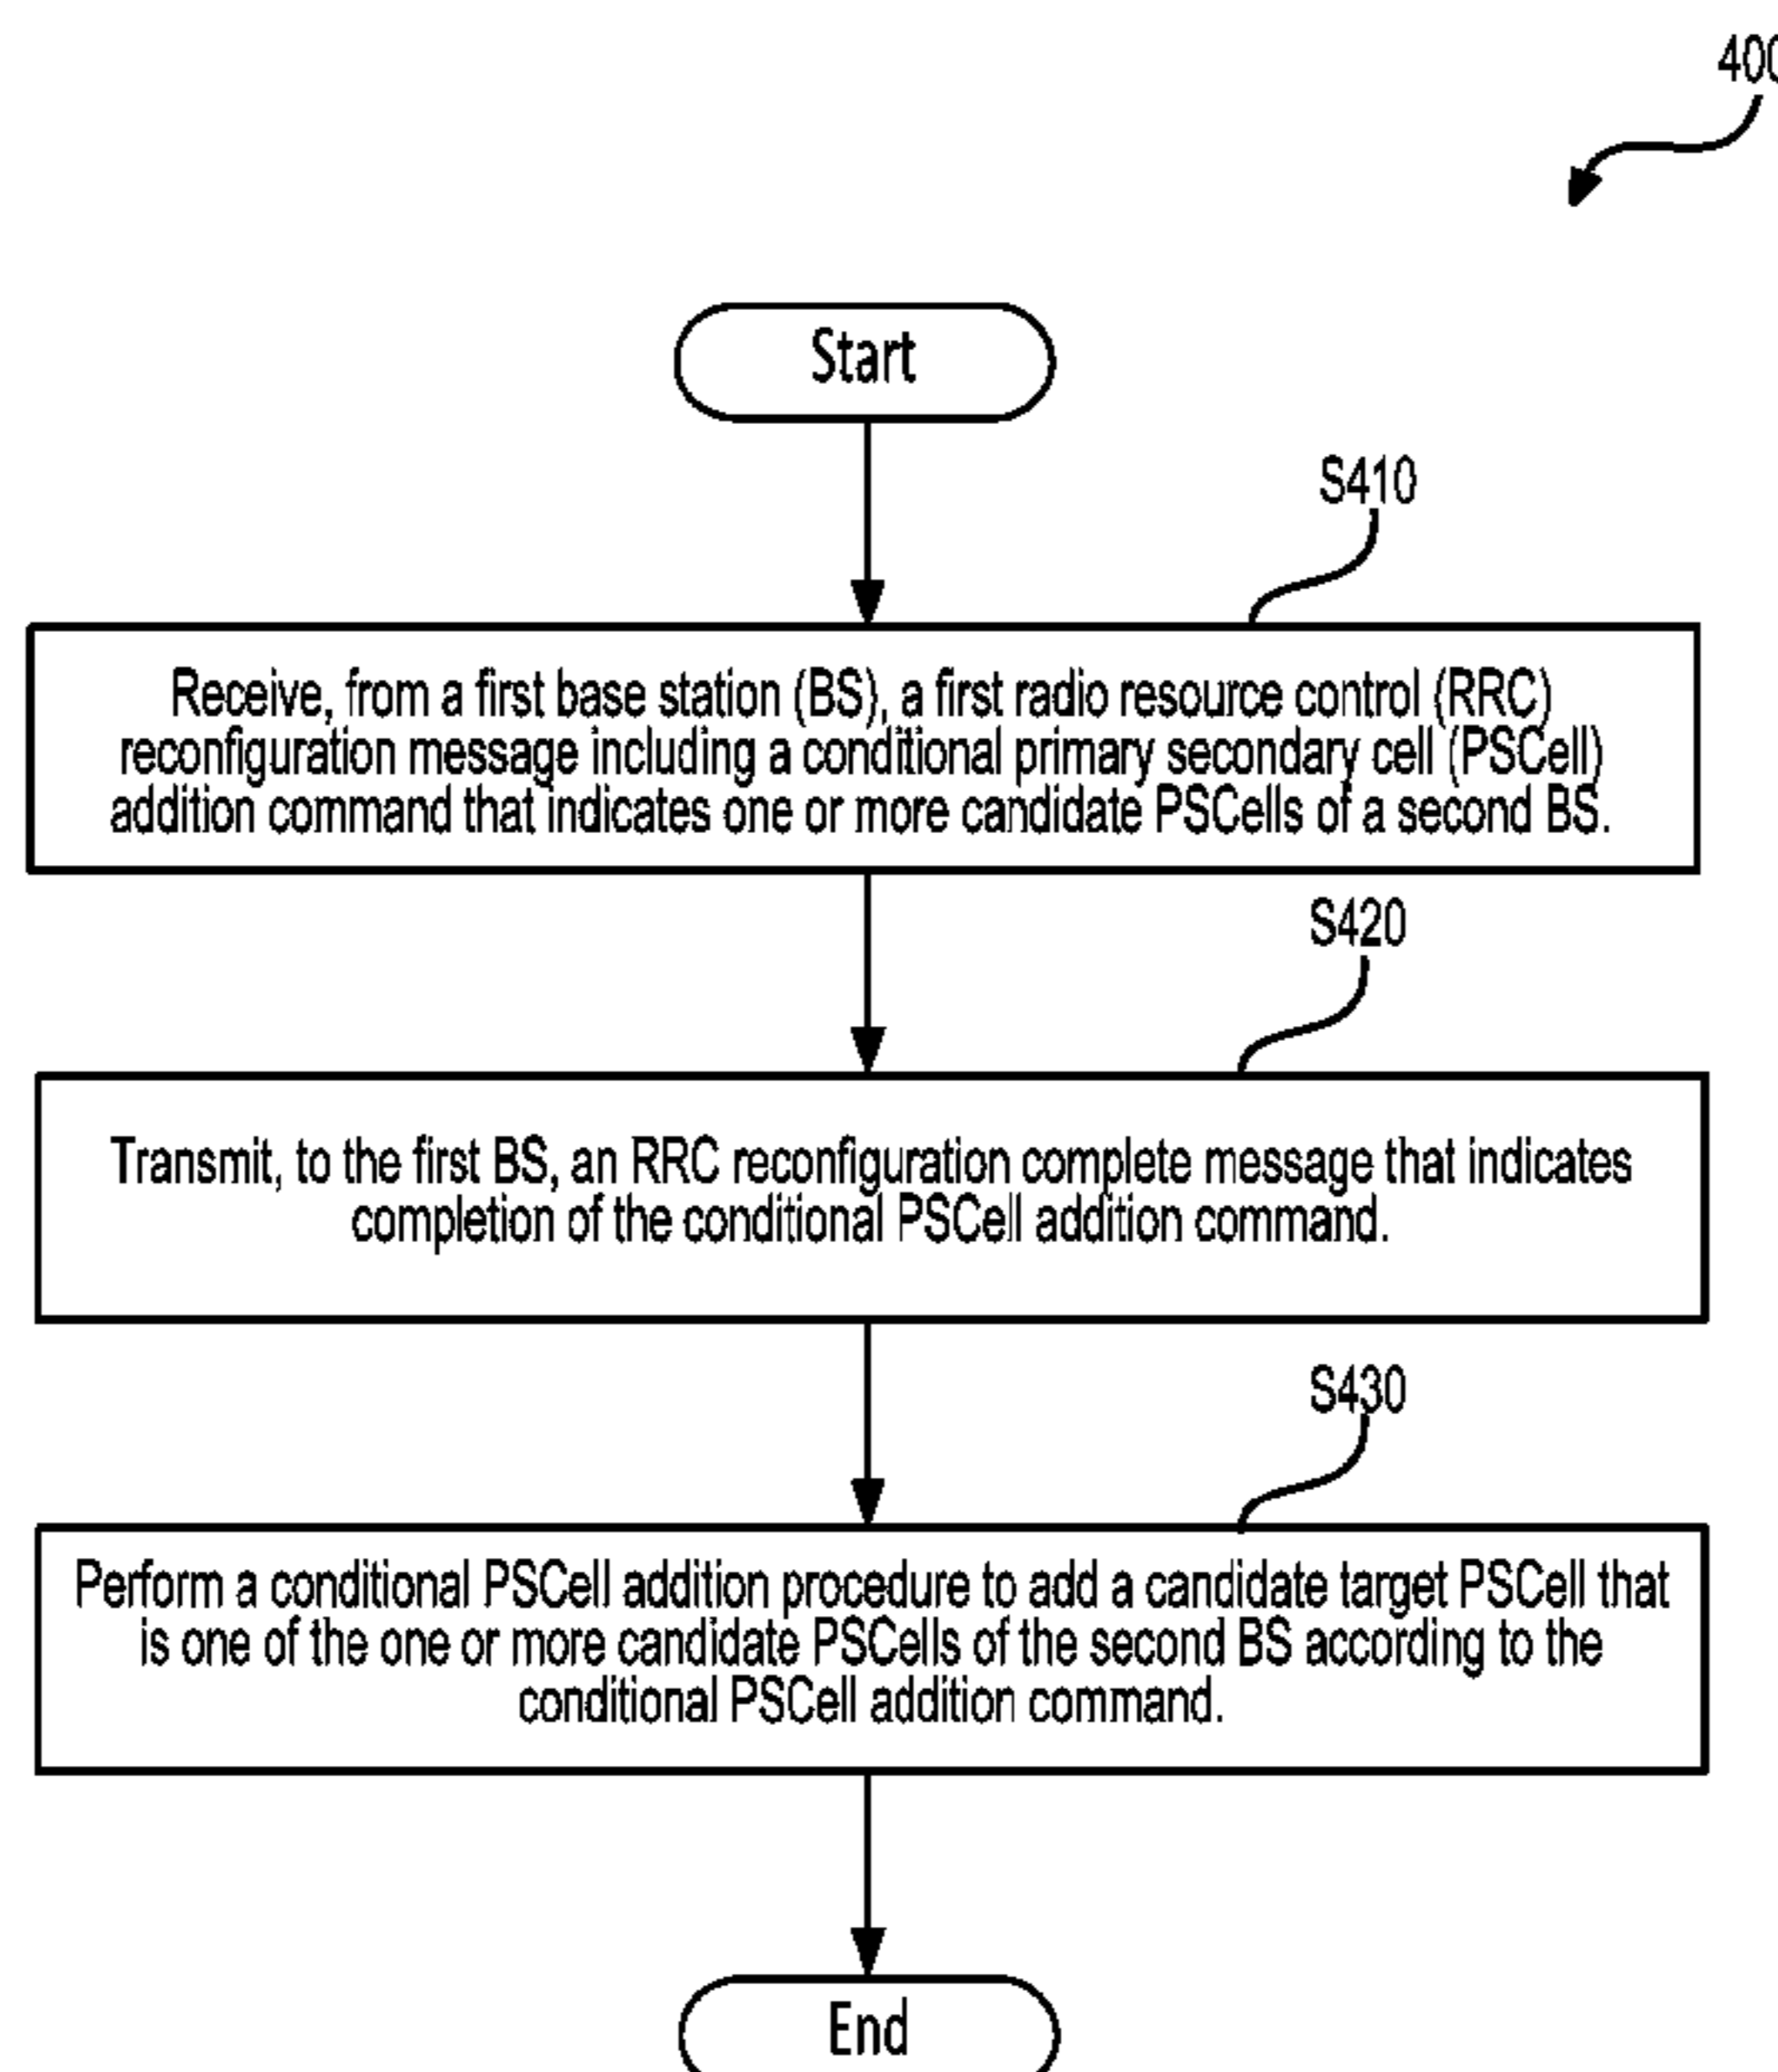 400
Start
S410
Receive, from a first base station (BS), a first radio resource control (RRC)
reconfiguration message including a conditional primary secondary cell (PSCell)
addition command that indicates one or more candidate PSCells of a second BS.
S420
Transmit, to the first BS, an RRC reconfiguration complete message that indicates
completion of the conditional PSCell addition command.
S430
Perform a conditional PSCell addition procedure to add a candidate target PSCell that
is one of the one or more candidate PSCells of the second BS according to the
conditional PSCell addition command.
End